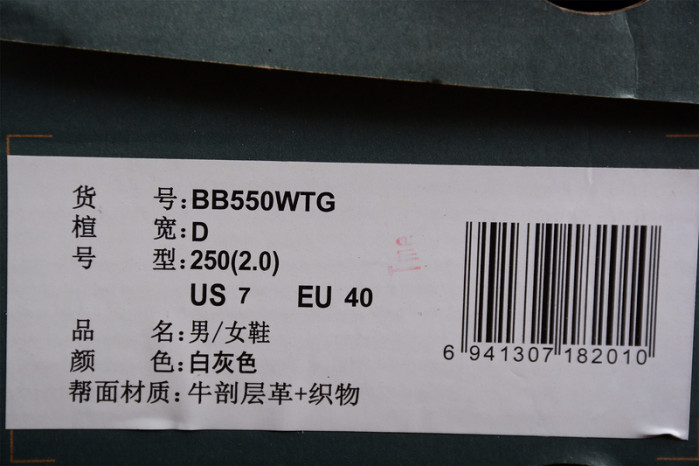 货 号:BB550WTG
楦 宽:D
号 型:250(2.0)
US 7 EU 40
品 名:男/女鞋
颜 色:白灰色
帮面材质:牛剖层革+织物
6 941307 182010